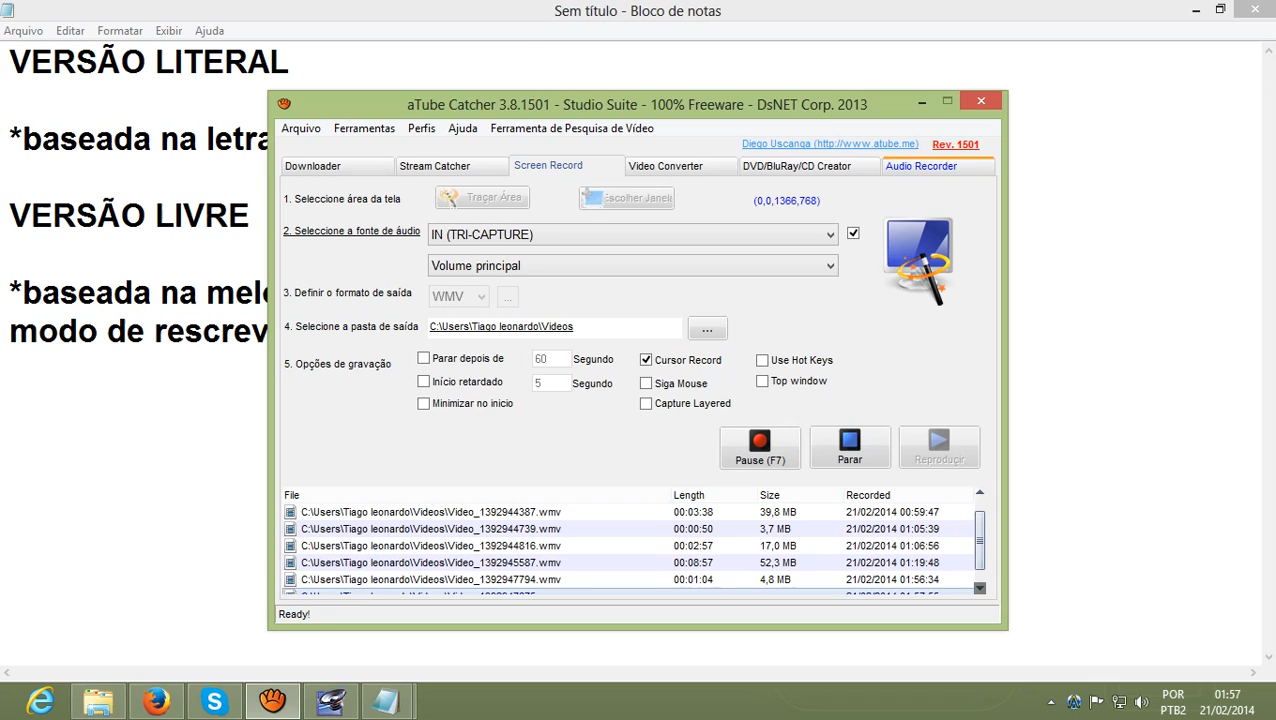 Sem título - Bloco de notas
Arquivo Editar Formatar Exibir Ajuda
VERSÃO LITERAL
*baseada na letra
VERSÃO LIVRE
*baseada na melo
modo de rescrev
aTube Catcher 3.8.1501 - Studio Suite - 100% Freeware - DsNET Corp. 2013
Arquivo Ferramentas Perfis Ajuda Ferramenta de Pesquisa de Vídeo
Diego Uscanga (http://www.atube.me) Rev. 1501
Downloader Stream Catcher Screen Record Video Converter DVD/BluRay/CD Creator Audio Recorder
1. Seleccione área da tela Traçar Área Escolher Janela (0,0,1366,768)
2. Seleccione a fonte de áudio IN (TRI-CAPTURE)
Volume principal
3. Definir o formato de saída WMV ...
4. Selecione a pasta de saída C:\Users\Tiago leonardo\Videos ...
5. Opções de gravação Parar depois de 60 Segundo Cursor Record Use Hot Keys
Início retardado 5 Segundo Siga Mouse Top window
Minimizar no inicio Capture Layered
Pause (F7) Parar Reproduçir
File Length Size Recorded
C:\Users\Tiago leonardo\Videos\Video_1392944387.wmv 00:03:38 39,8 MB 21/02/2014 00:59:47
C:\Users\Tiago leonardo\Videos\Video_1392944739.wmv 00:00:50 3,7 MB 21/02/2014 01:05:39
C:\Users\Tiago leonardo\Videos\Video_1392944816.wmv 00:02:57 17,0 MB 21/02/2014 01:06:56
C:\Users\Tiago leonardo\Videos\Video_1392945587.wmv 00:08:57 52,3 MB 21/02/2014 01:19:48
C:\Users\Tiago leonardo\Videos\Video_1392947794.wmv 00:01:04 4,8 MB 21/02/2014 01:56:34
Ready!
POR 01:57
PTB2 21/02/2014